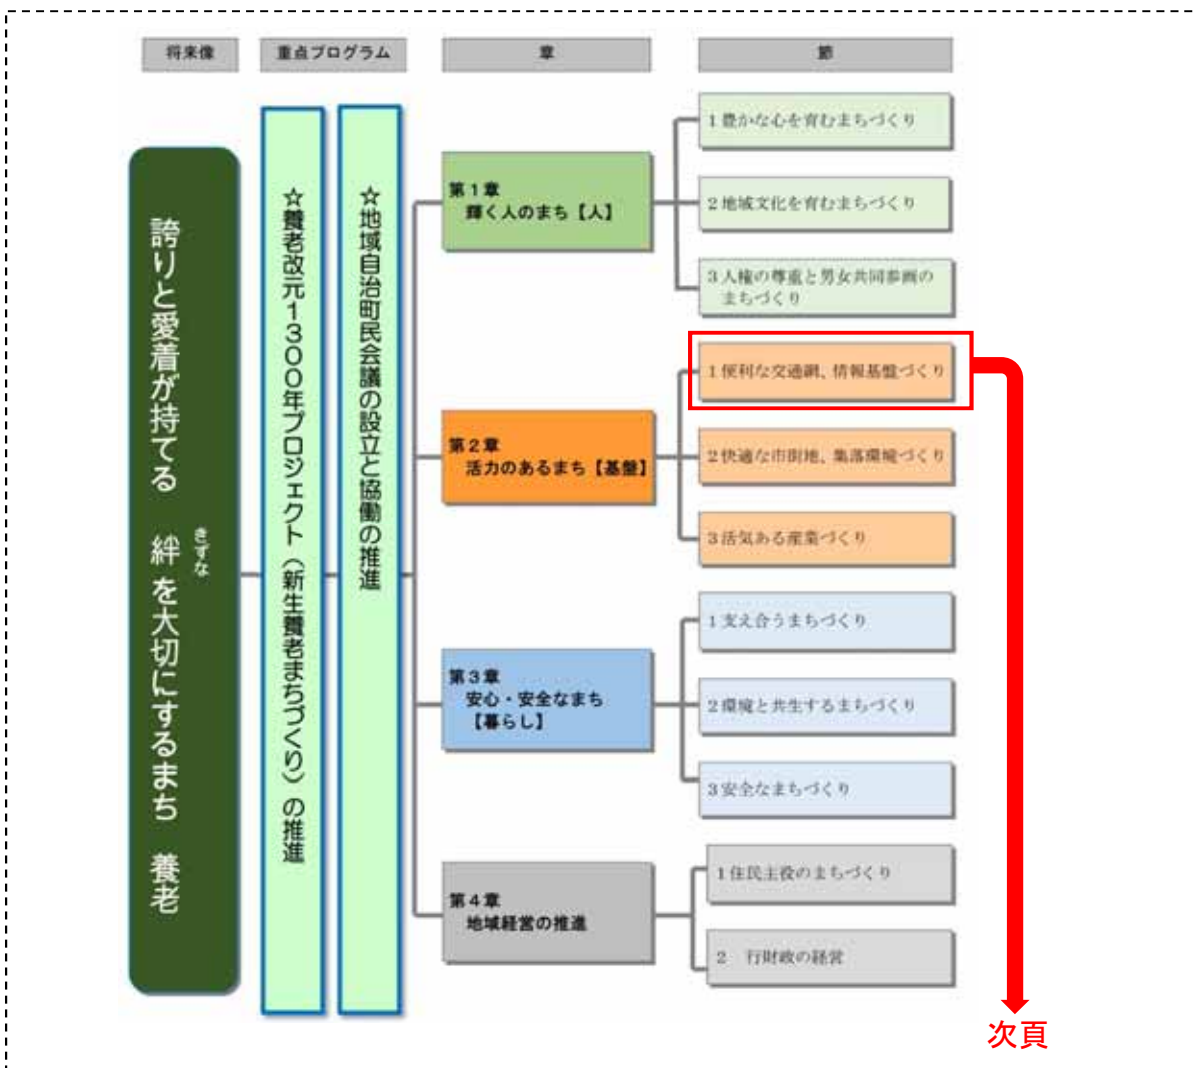 将来像
重点プログラム
章
節
誇りと愛着が持てる　絆を大切にするまち　養老
きずな
☆養老改元1300年プロジェクト（新生養老まちづくり）の推進
☆地域自治町民会議の設立と協働の推進
第1章
輝く人のまち【人】
1 豊かな心を育むまちづくり
2 地域文化を育むまちづくり
3 人権の尊重と男女共同参画の
まちづくり
第2章
活力のあるまち【基盤】
1 便利な交通網、情報基盤づくり
2 快適な市街地、集落環境づくり
3 活気ある産業づくり
第3章
安心・安全なまち
【暮らし】
1 支え合うまちづくり
2 環境と共生するまちづくり
3 安全なまちづくり
第4章
地域経営の推進
1 住民主役のまちづくり
2　行財政の経営
次頁